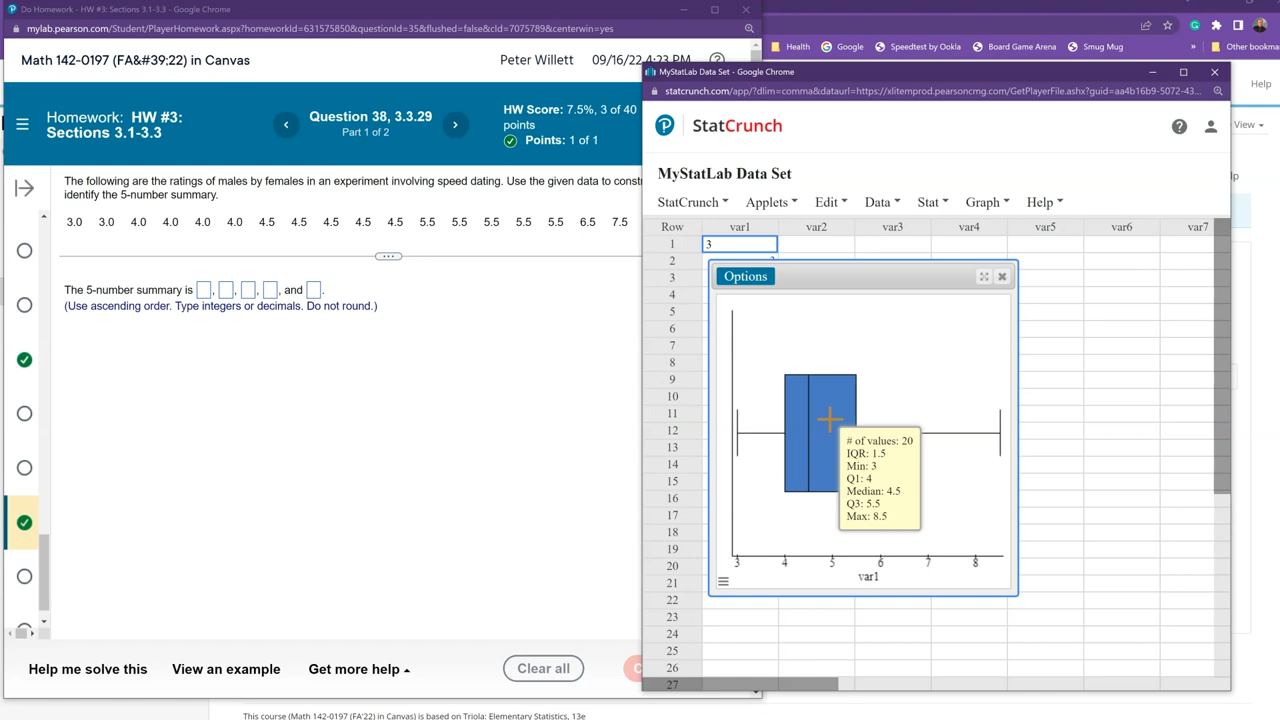 Do Homework - HW #3: Sections 3.1-3.3 - Google Chrome
mylab.pearson.com/Student/PlayerHomework.aspx?homeworkId=631575850&questionId=35&flushed=false&cId=7075789&centerwin=yes
Math 142-0197 (FA&#39;22) in Canvas)
Peter Willett
09/16/22 4:23 PM
Homework: HW #3:
Sections 3.1-3.3
Question 38, 3.3.29
Part 1 of 2
HW Score: 7.5%, 3 of 40
points
Points: 1 of 1
The following are the ratings of males by females in an experiment involving speed dating. Use the given data to const
identify the 5-number summary.
3.0 3.0 4.0 4.0 4.0 4.0 4.5 4.5 4.5 4.5 4.5 5.5 5.5 5.5 5.5 5.5 6.5 7.5
The 5-number summary is , , , , and .
(Use ascending order. Type integers or decimals. Do not round.)
Help me solve this
View an example
Get more help
Clear all
C
This course (Math 142-0197 (FA'22) in Canvas) is based on Triola: Elementary Statistics, 13e
Health
Google
Speedtest by Ookla
Board Game Arena
Smug Mug
»
Other bookmar
Help
View
MyStatLab Data Set - Google Chrome
statcrunch.com/app/?dlim=comma&dataurl=https://xlitemprod.pearsoncmg.com/GetPlayerFile.ashx?guid=aa4b16b9-5072-43...
StatCrunch
MyStatLab Data Set
StatCrunch Applets Edit Data Stat Graph Help
Row var1 var2 var3 var4 var5 var6 var7
1 3
2
3
4
5
6
7
8
9
10
11
12
13
14
15
16
17
18
19
20
21
22
23
24
25
26
27
Options
# of values: 20
IQR: 1.5
Min: 3
Q1: 4
Median: 4.5
Q3: 5.5
Max: 8.5
3 4 5 6 7 8
var1